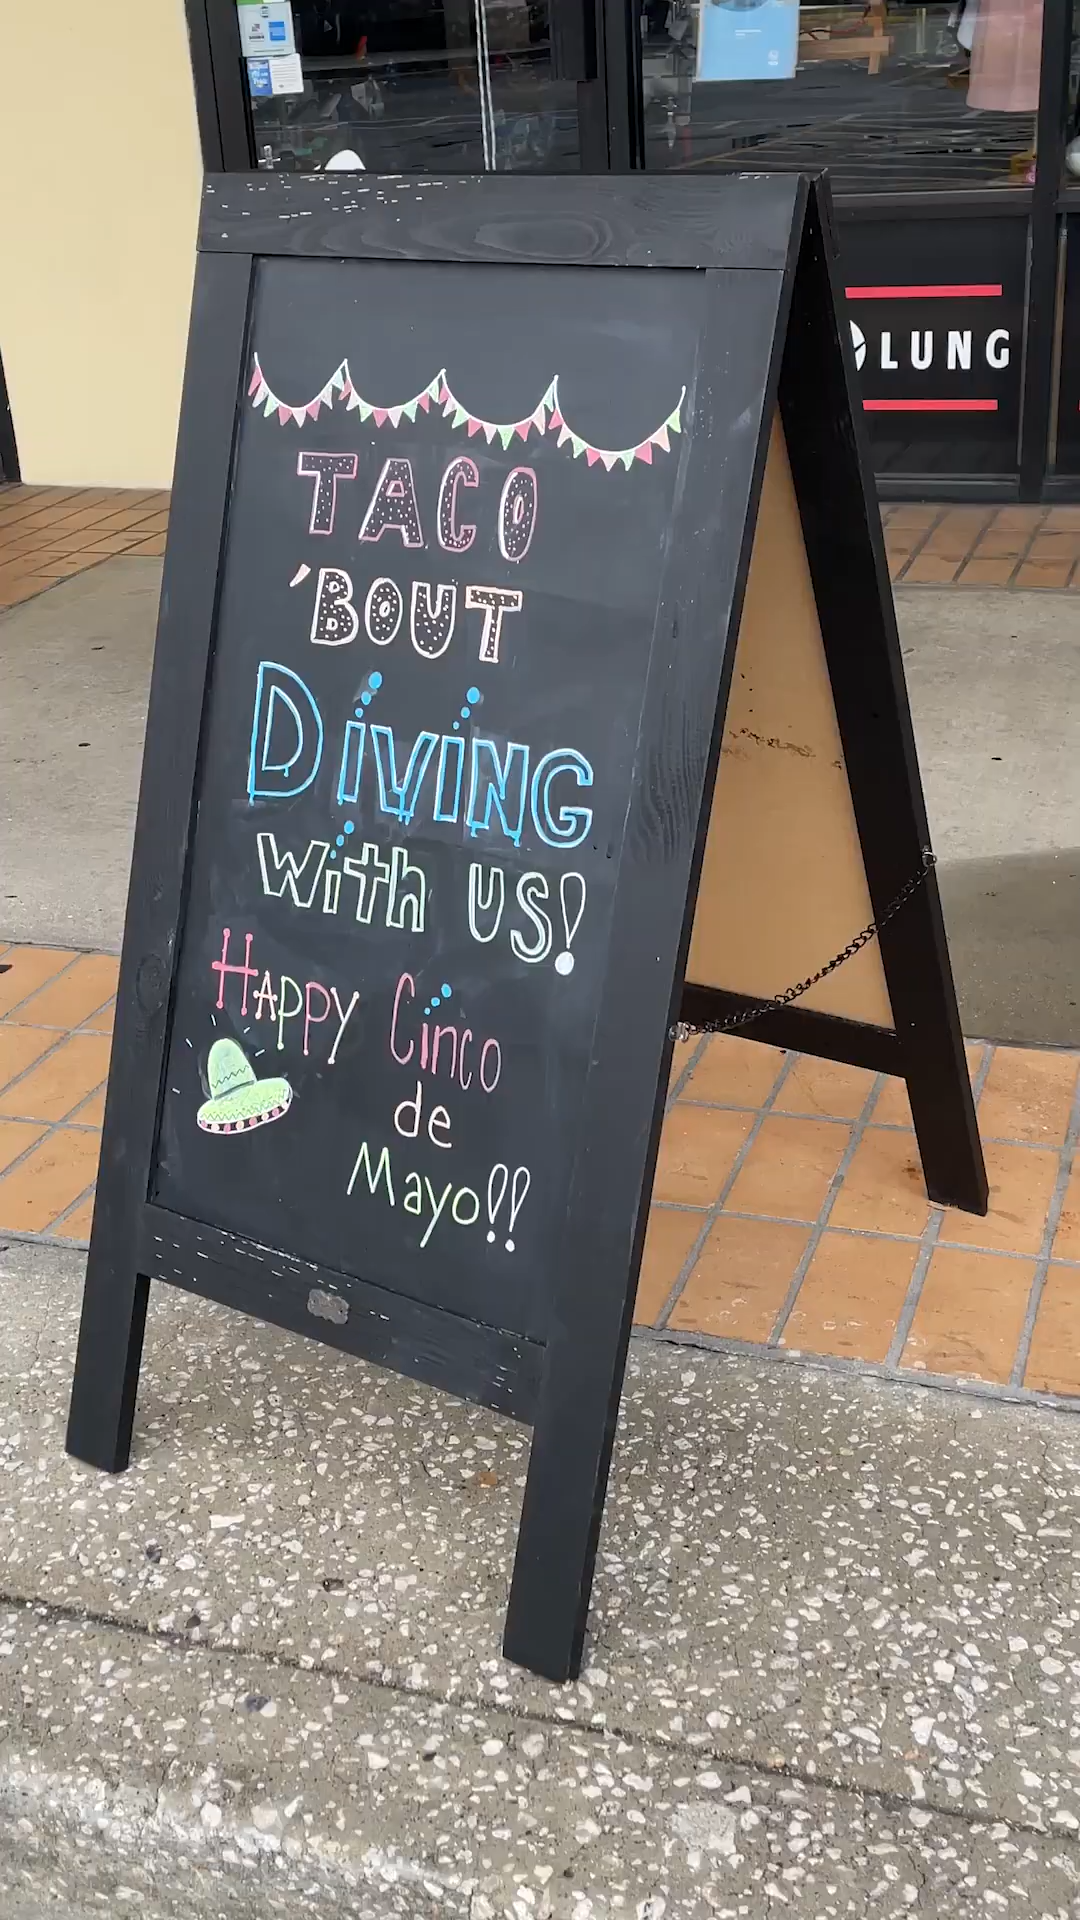 TACO
'BOUT
DiViNG
with US!
HAPPY Cinco
de
Mayo!!
LUNG